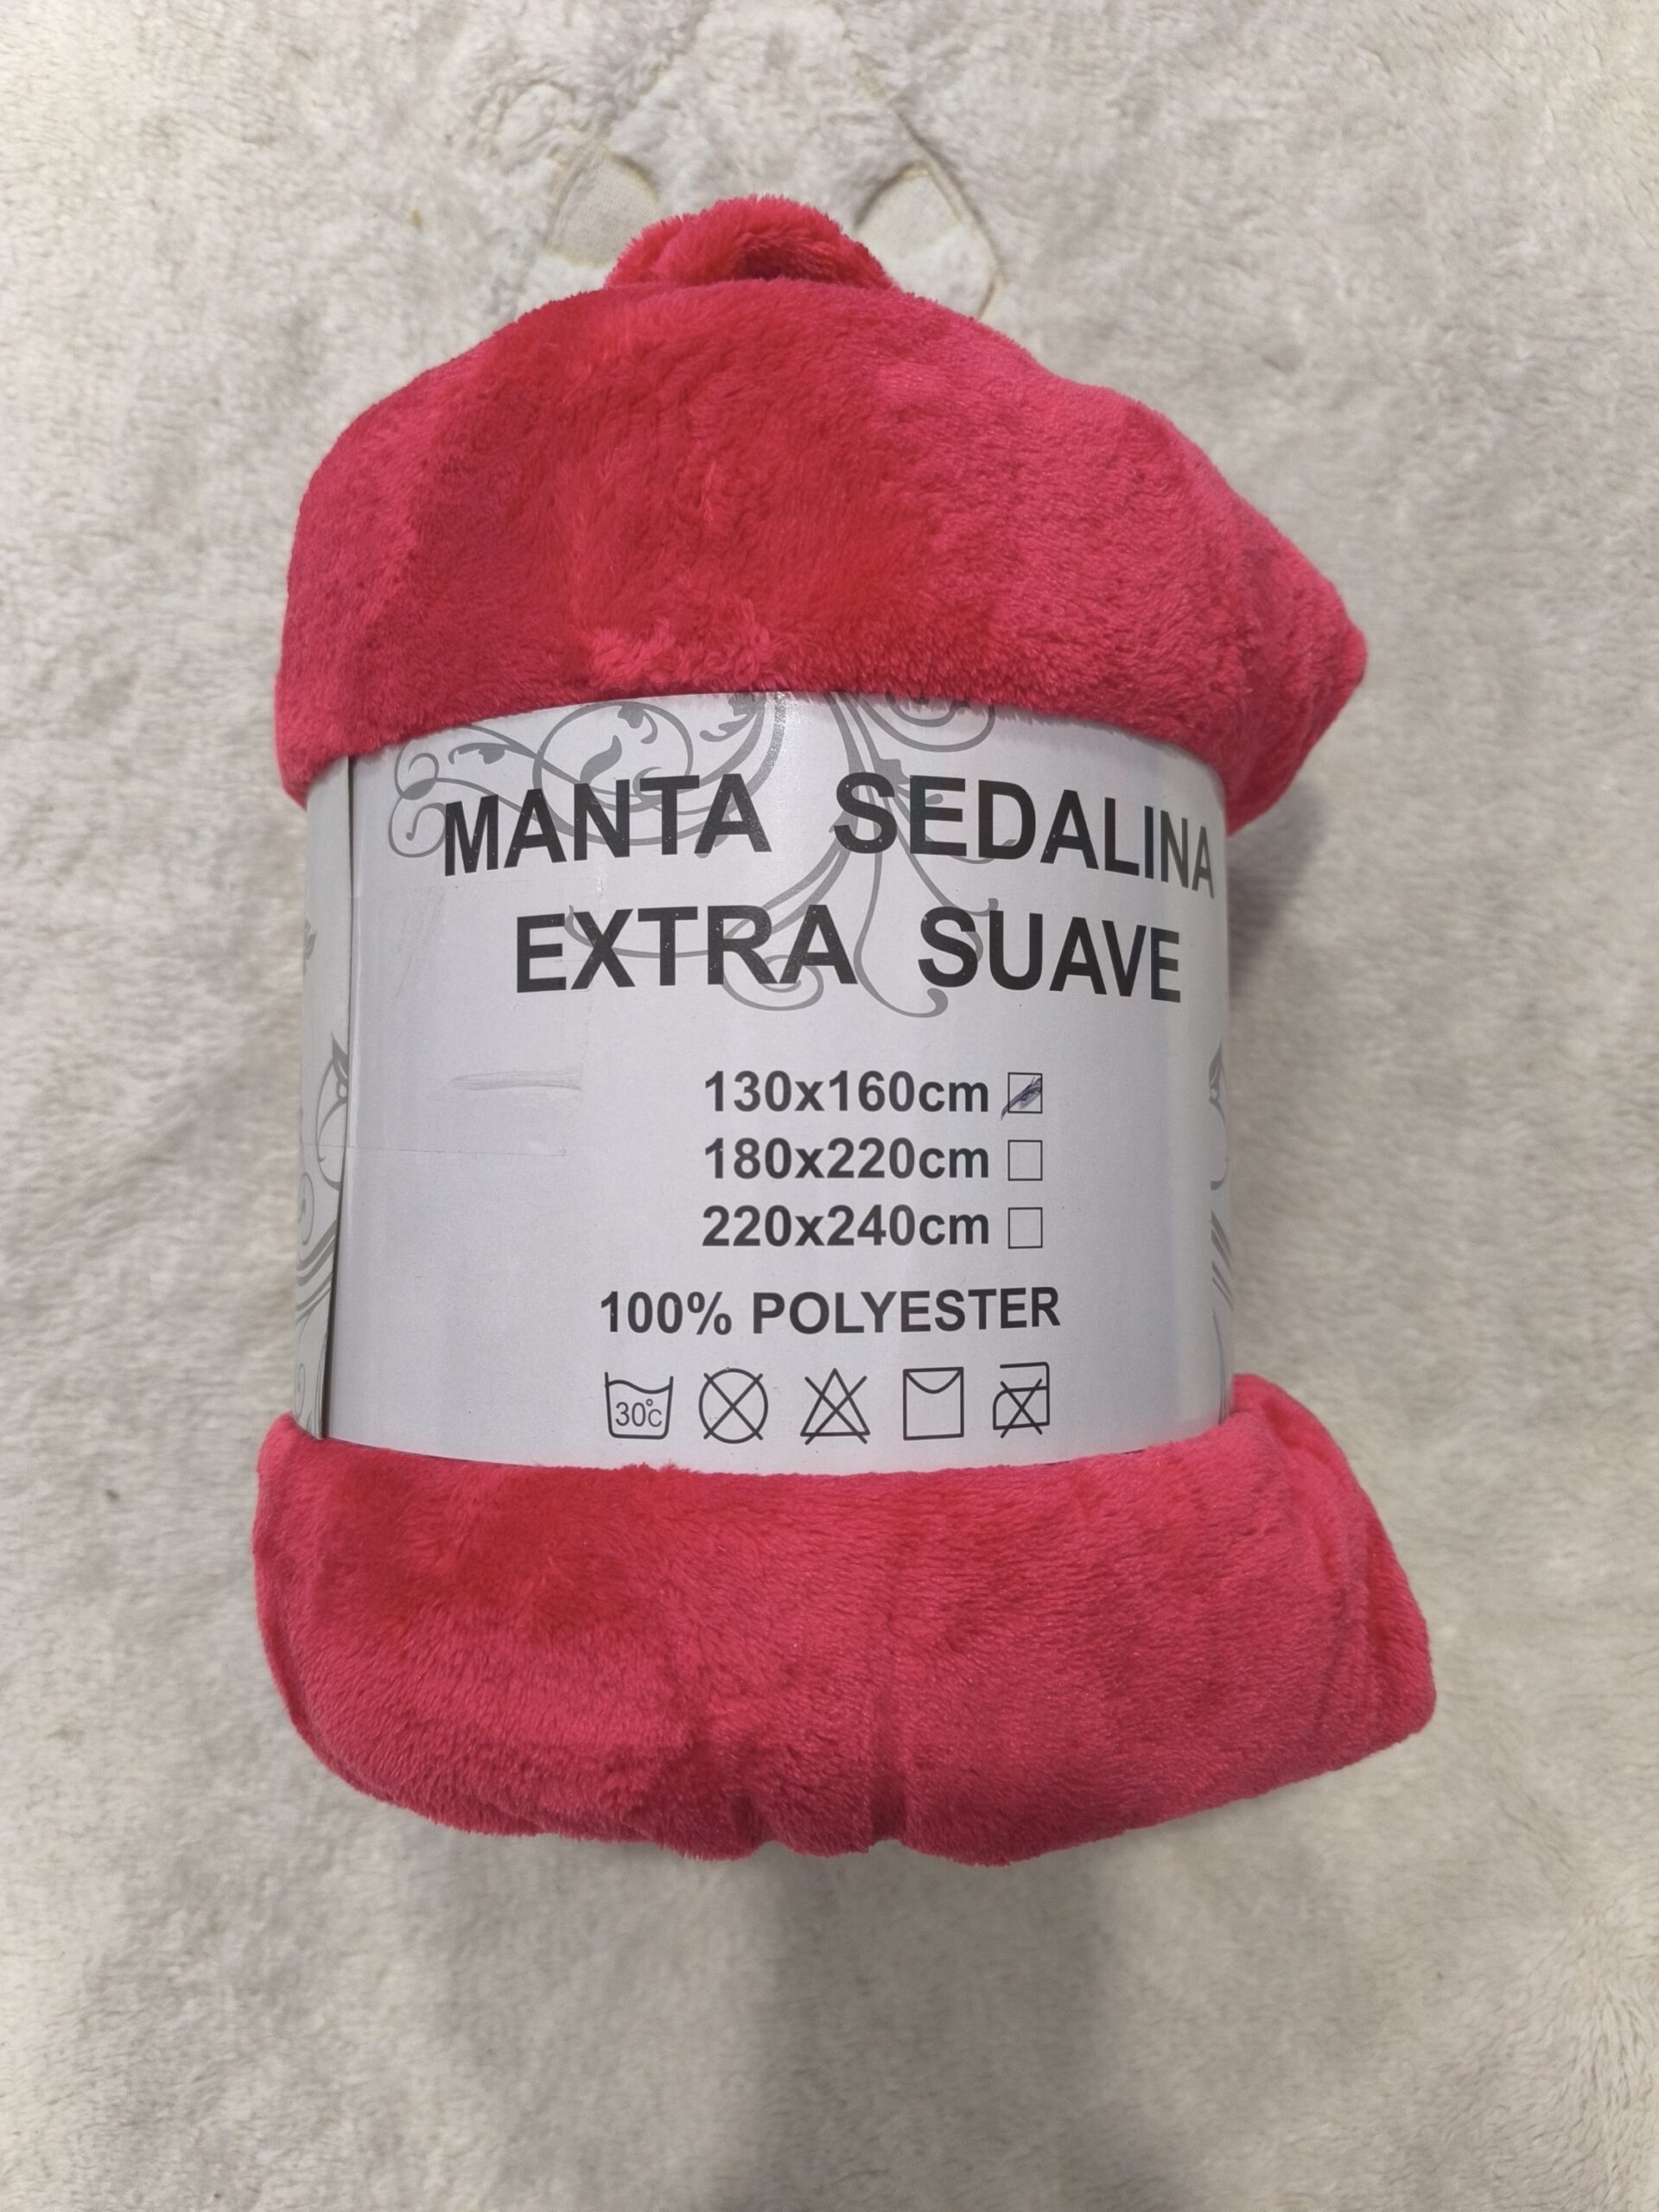 MANTA SEDALINA
EXTRA SUAVE
130x160cm
180x220cm
220x240cm
100% POLYESTER
30°C